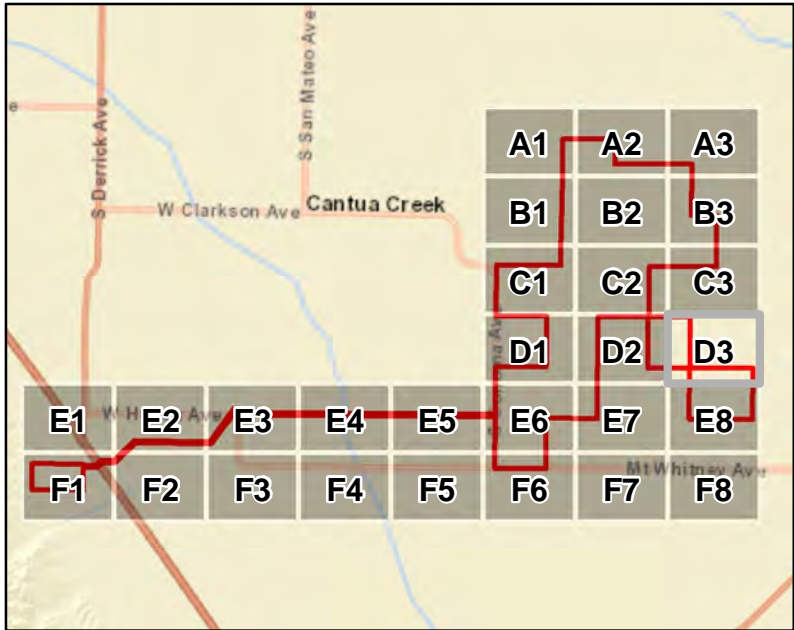 S San Mateo Ave
S Derrick Ave
e
A1 A2 A3
W Clarkson Ave
Cantua Creek
B1 B2 B3
C1 C2 C3
D1 D2 D3
E1 E2 E3 E4 E5 E6 E7 E8
Mt Whitney Ave
F1 F2 F3 F4 F5 F6 F7 F8